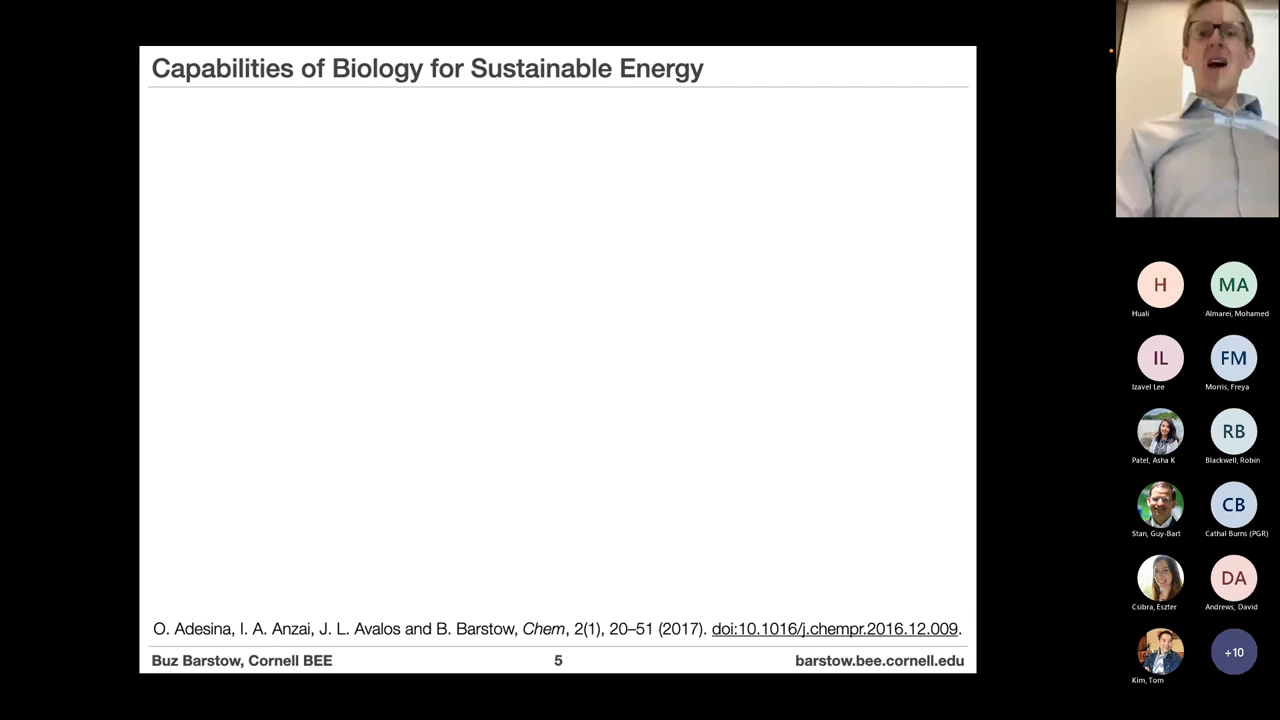 Capabilities of Biology for Sustainable Energy
O. Adesina, I. A. Anzai, J. L. Avalos and B. Barstow, Chem, 2(1), 20–51 (2017). doi:10.1016/j.chempr.2016.12.009.
Buz Barstow, Cornell BEE 5 barstow.bee.cornell.edu
H MA
Huali Almarei, Mohamed
IL FM
Izavel Lee Morris, Freya
RB
Patel, Asha K Blackwell, Robin
CB
Stan, Guy-Bart Cathal Burns (PGR)
DA
Csibra, Eszter Andrews, David
+10
Kim, Tom